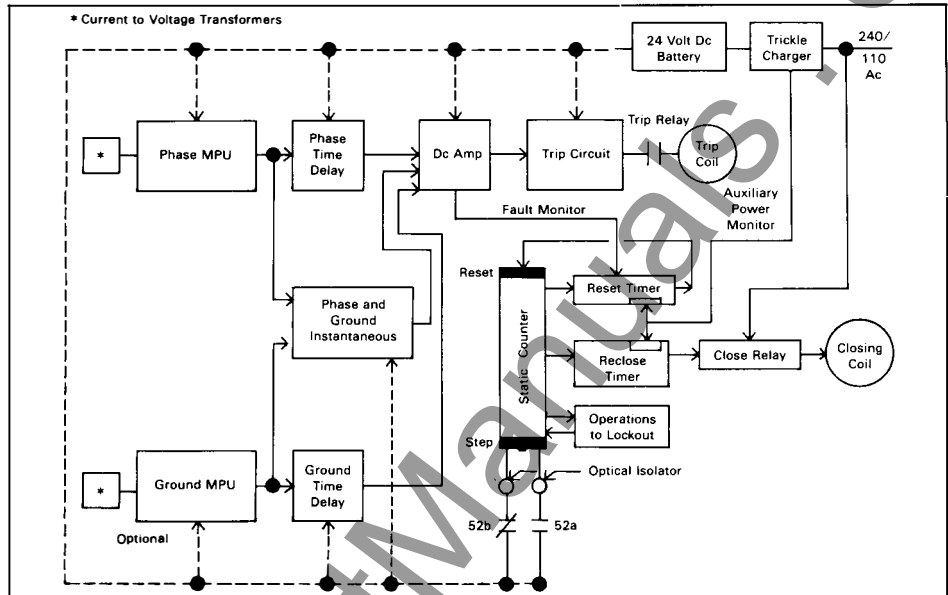 * Current to Voltage Transformers
24 Volt Dc
Battery
Trickle
Charger
240/
110
Ac
*
Phase MPU
Phase
Time
Delay
Dc Amp
Trip Circuit
Trip Relay
Trip
Coil
Auxiliary
Power
Monitor
Fault Monitor
Reset
Reset Timer
Phase and
Ground
Instantaneous
Static Counter
Reclose
Timer
Close Relay
Closing
Coil
Operations
to Lockout
Step
Optical Isolator
*
Ground MPU
Ground
Time
Delay
Optional
52b
52a
tManuals.